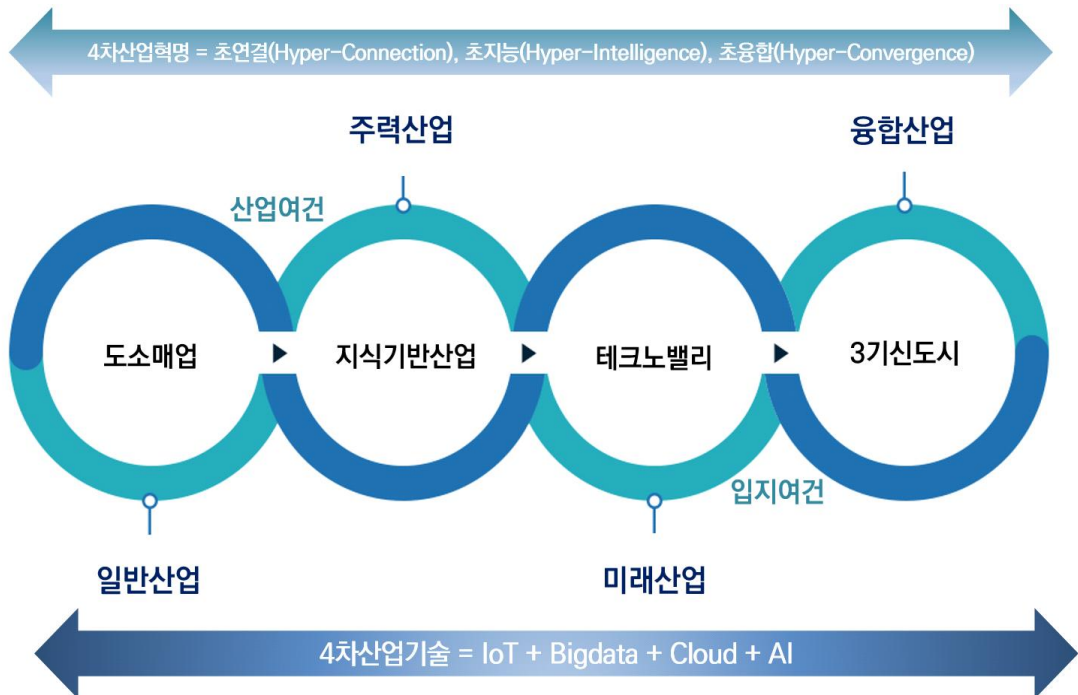 4차산업혁명 = 초연결(Hyper-Connection), 초지능(Hyper-Intelligence), 초융합(Hyper-Convergence)
주력산업
융합산업
산업여건
도소매업
지식기반산업
테크노밸리
3기신도시
입지여건
일반산업
미래산업
4차산업기술 = IoT + Bigdata + Cloud + AI